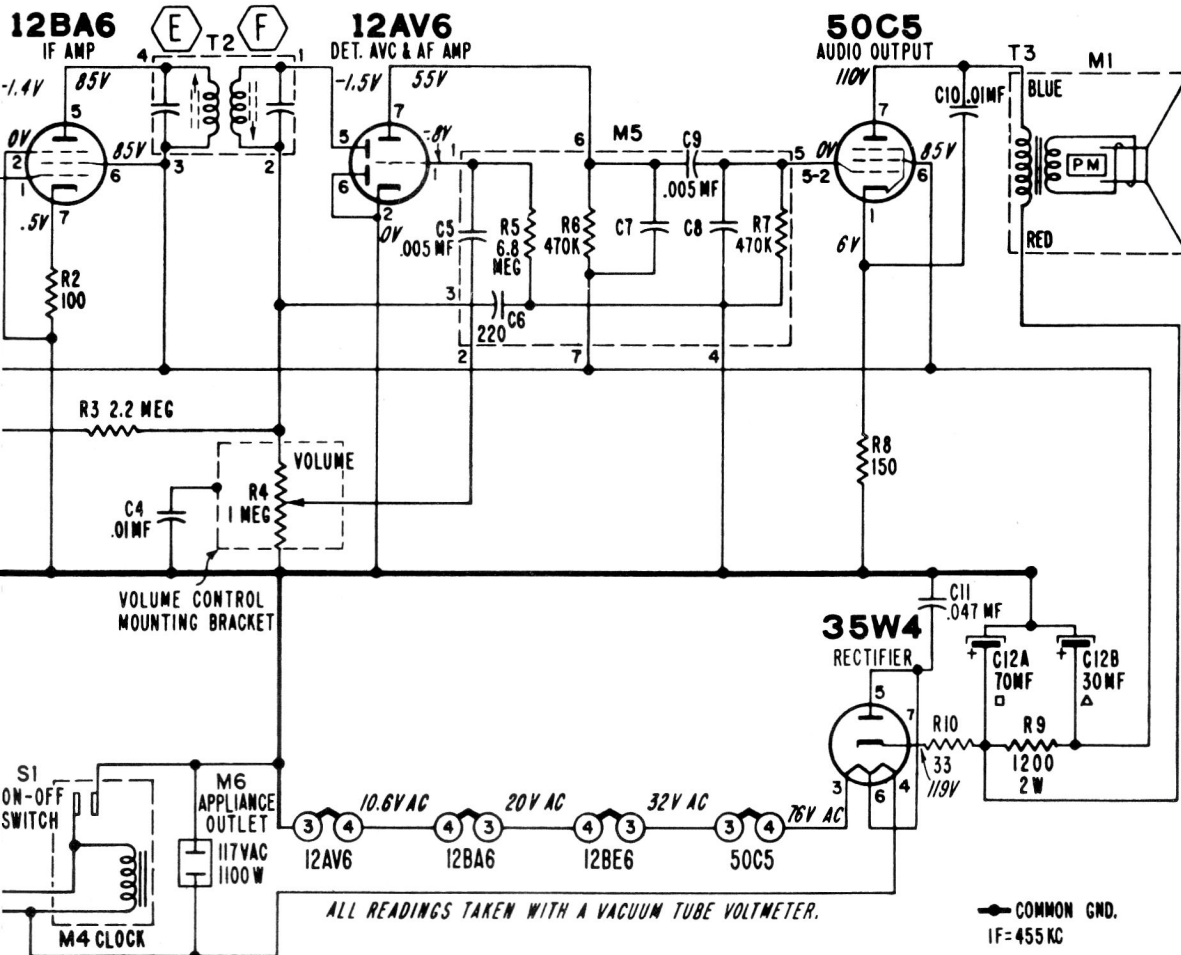 12BA6
IF AMP
E
F
T2
12AV6
DET. AVC & AF AMP
50C5
AUDIO OUTPUT
T3
M1
4
1
-1.4V
85V
-1.5V
55V
110V
C10 .01MF
BLUE
5
7
7
0V
2
85V
6
3
2
5
6
-.8V
1
1
6
M5
C9
.005MF
5
5-2
0V
85V
6
PM
1
7
.5V
2
0V
C5
.005MF
R5
6.8
MEG
R6
470K
C7
C8
R7
470K
1
6V
RED
R2
100
3
C6
220
2
7
4
R3 2.2 MEG
VOLUME
R4
1 MEG
C4
.01MF
R8
150
VOLUME CONTROL
MOUNTING BRACKET
C11
.047 MF
35W4
RECTIFIER
+
C12A
70MF
+
C12B
30MF
5
7
R10
33
119V
R9
1200
2W
3
6
4
S1
ON-OFF
SWITCH
M6
APPLIANCE
OUTLET
117VAC
1100W
10.6V AC
20V AC
32V AC
76V AC
3
4
4
3
4
3
3
4
12AV6
12BA6
12BE6
50C5
M4 CLOCK
ALL READINGS TAKEN WITH A VACUUM TUBE VOLTMETER.
COMMON GND.
IF=455KC